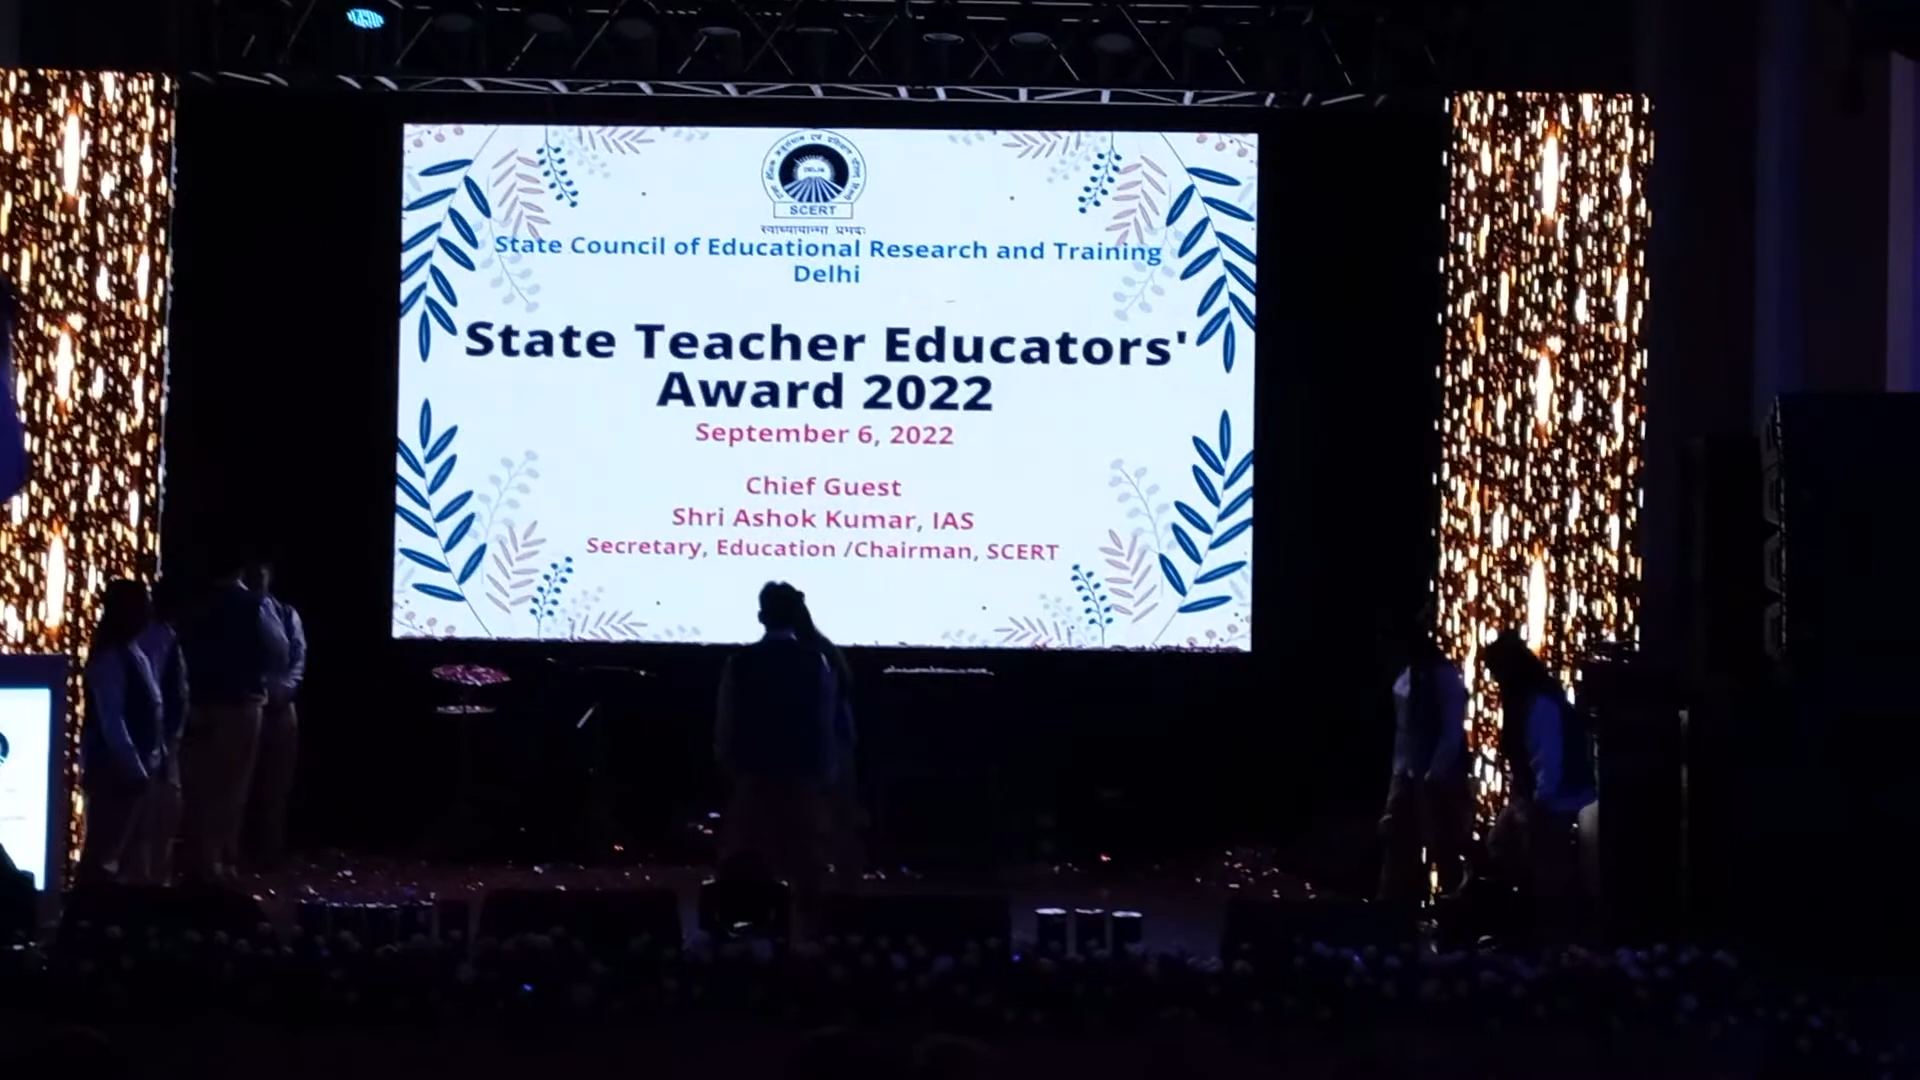 DELHI
SCERT
State Council of Educational Research and Training
Delhi
State Teacher Educators'
Award 2022
September 6, 2022
Chief Guest
Shri Ashok Kumar, IAS
Secretary, Education /Chairman, SCERT